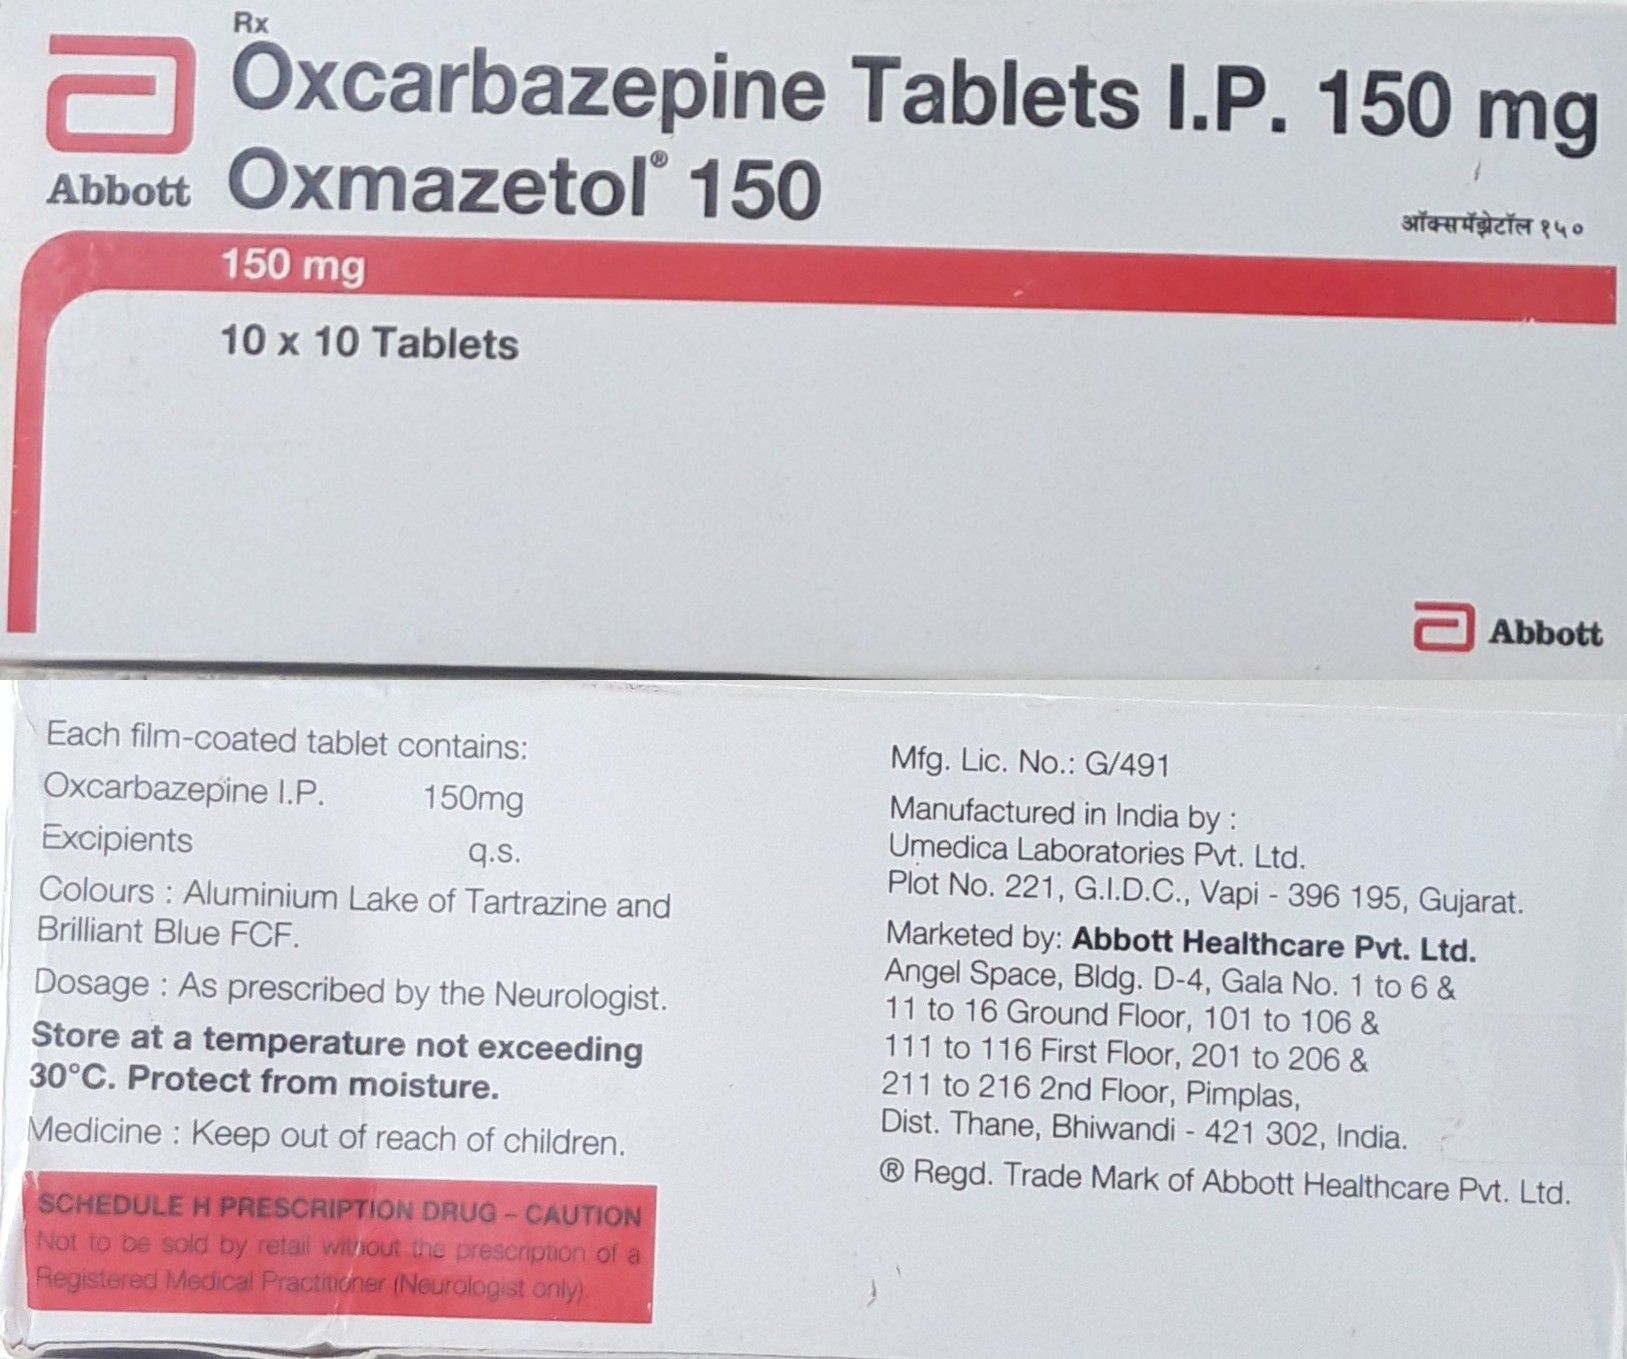 Rx
Oxcarbazepine Tablets I.P. 150 mg
Abbott
Oxmazetol® 150
ऑक्समॅझेटॉल १५०
150 mg
10 x 10 Tablets
Abbott
Each film-coated tablet contains:
Oxcarbazepine I.P. 150mg
Excipients q.s.
Colours : Aluminium Lake of Tartrazine and
Brilliant Blue FCF.
Dosage : As prescribed by the Neurologist.
Store at a temperature not exceeding
30°C. Protect from moisture.
Medicine : Keep out of reach of children.
SCHEDULE H PRESCRIPTION DRUG – CAUTION
Not to be sold by retail without the prescription of a
Registered Medical Practitioner (Neurologist only).
Mfg. Lic. No.: G/491
Manufactured in India by :
Umedica Laboratories Pvt. Ltd.
Plot No. 221, G.I.D.C., Vapi - 396 195, Gujarat.
Marketed by: Abbott Healthcare Pvt. Ltd.
Angel Space, Bldg. D-4, Gala No. 1 to 6 &
11 to 16 Ground Floor, 101 to 106 &
111 to 116 First Floor, 201 to 206 &
211 to 216 2nd Floor, Pimplas,
Dist. Thane, Bhiwandi - 421 302, India.
® Regd. Trade Mark of Abbott Healthcare Pvt. Ltd.